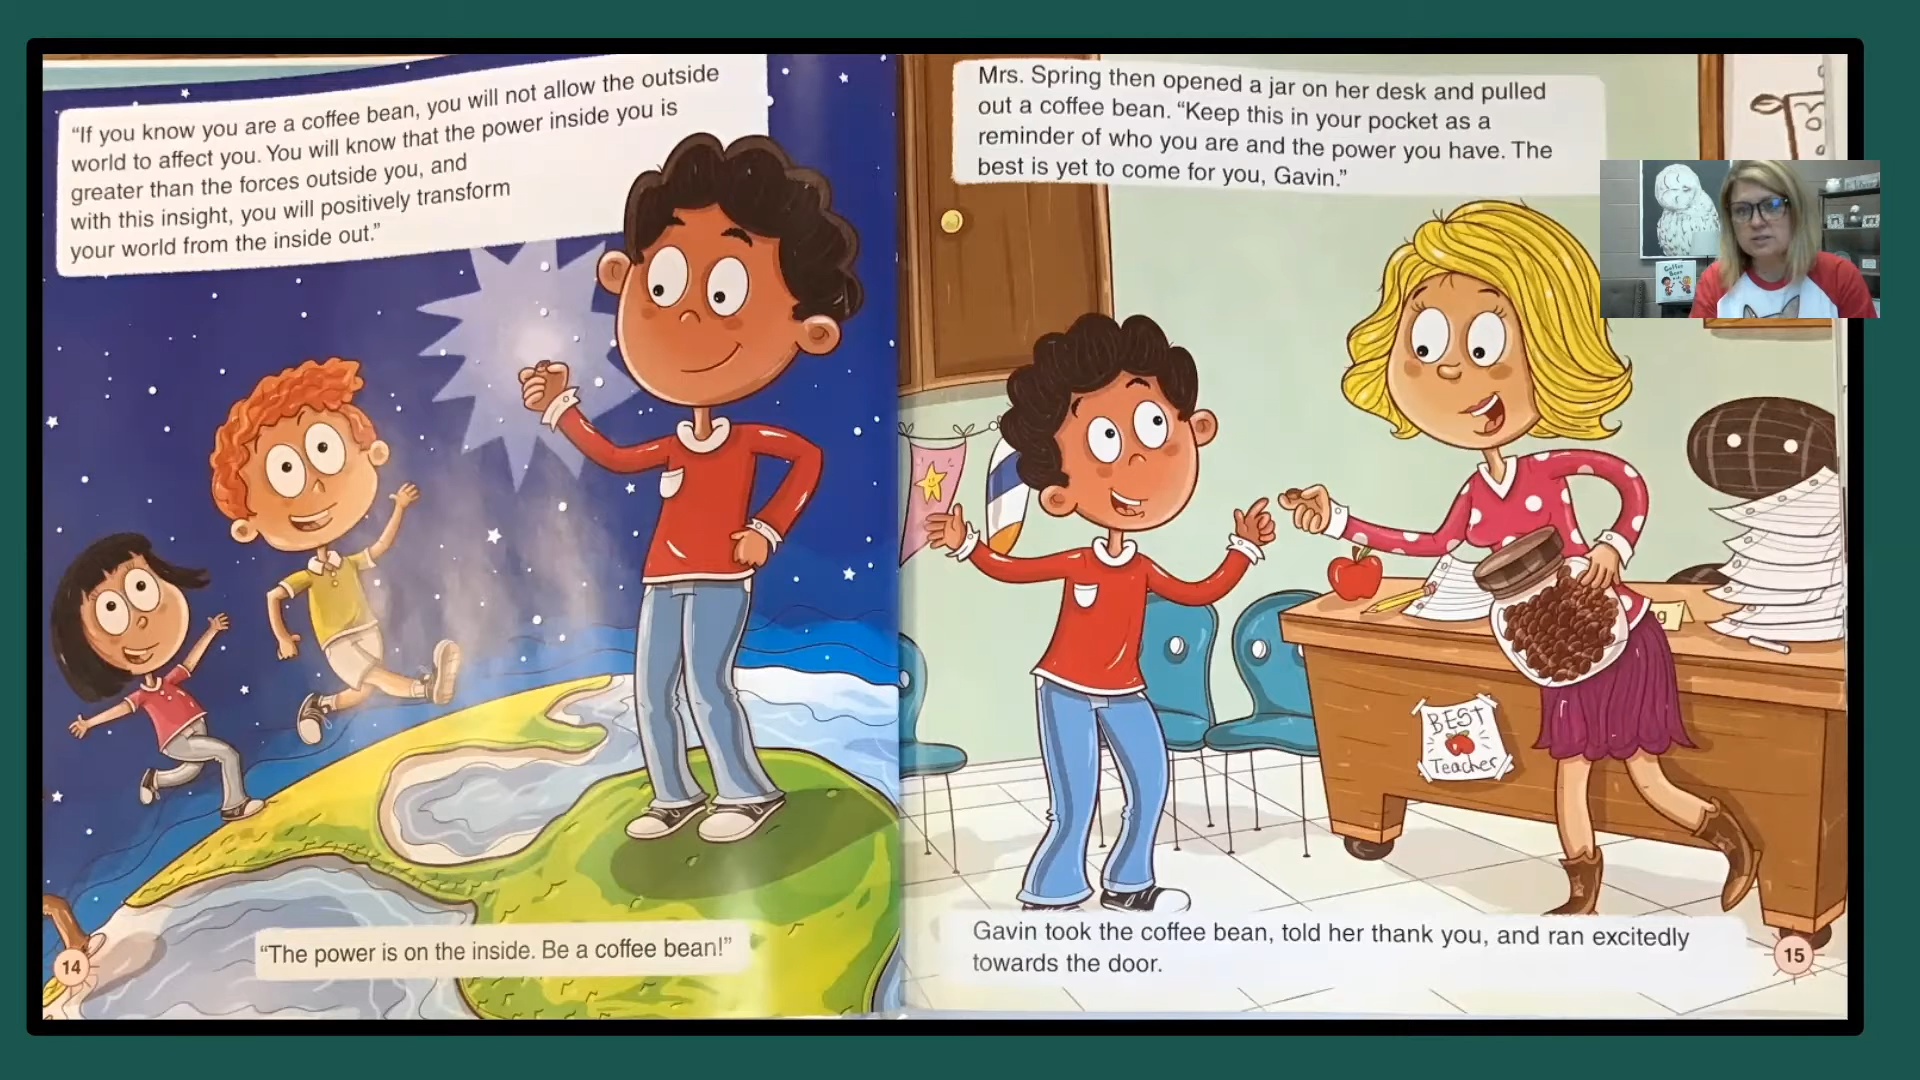 “If you know you are a coffee bean, you will not allow the outside
world to affect you. You will know that the power inside you is
greater than the forces outside you, and
with this insight, you will positively transform
your world from the inside out.”
“The power is on the inside. Be a coffee bean!”
14
Mrs. Spring then opened a jar on her desk and pulled
out a coffee bean. “Keep this in your pocket as a
reminder of who you are and the power you have. The
best is yet to come for you, Gavin.”
BEST
Teacher
g
Gavin took the coffee bean, told her thank you, and ran excitedly
towards the door.
15
Coffee
Bean